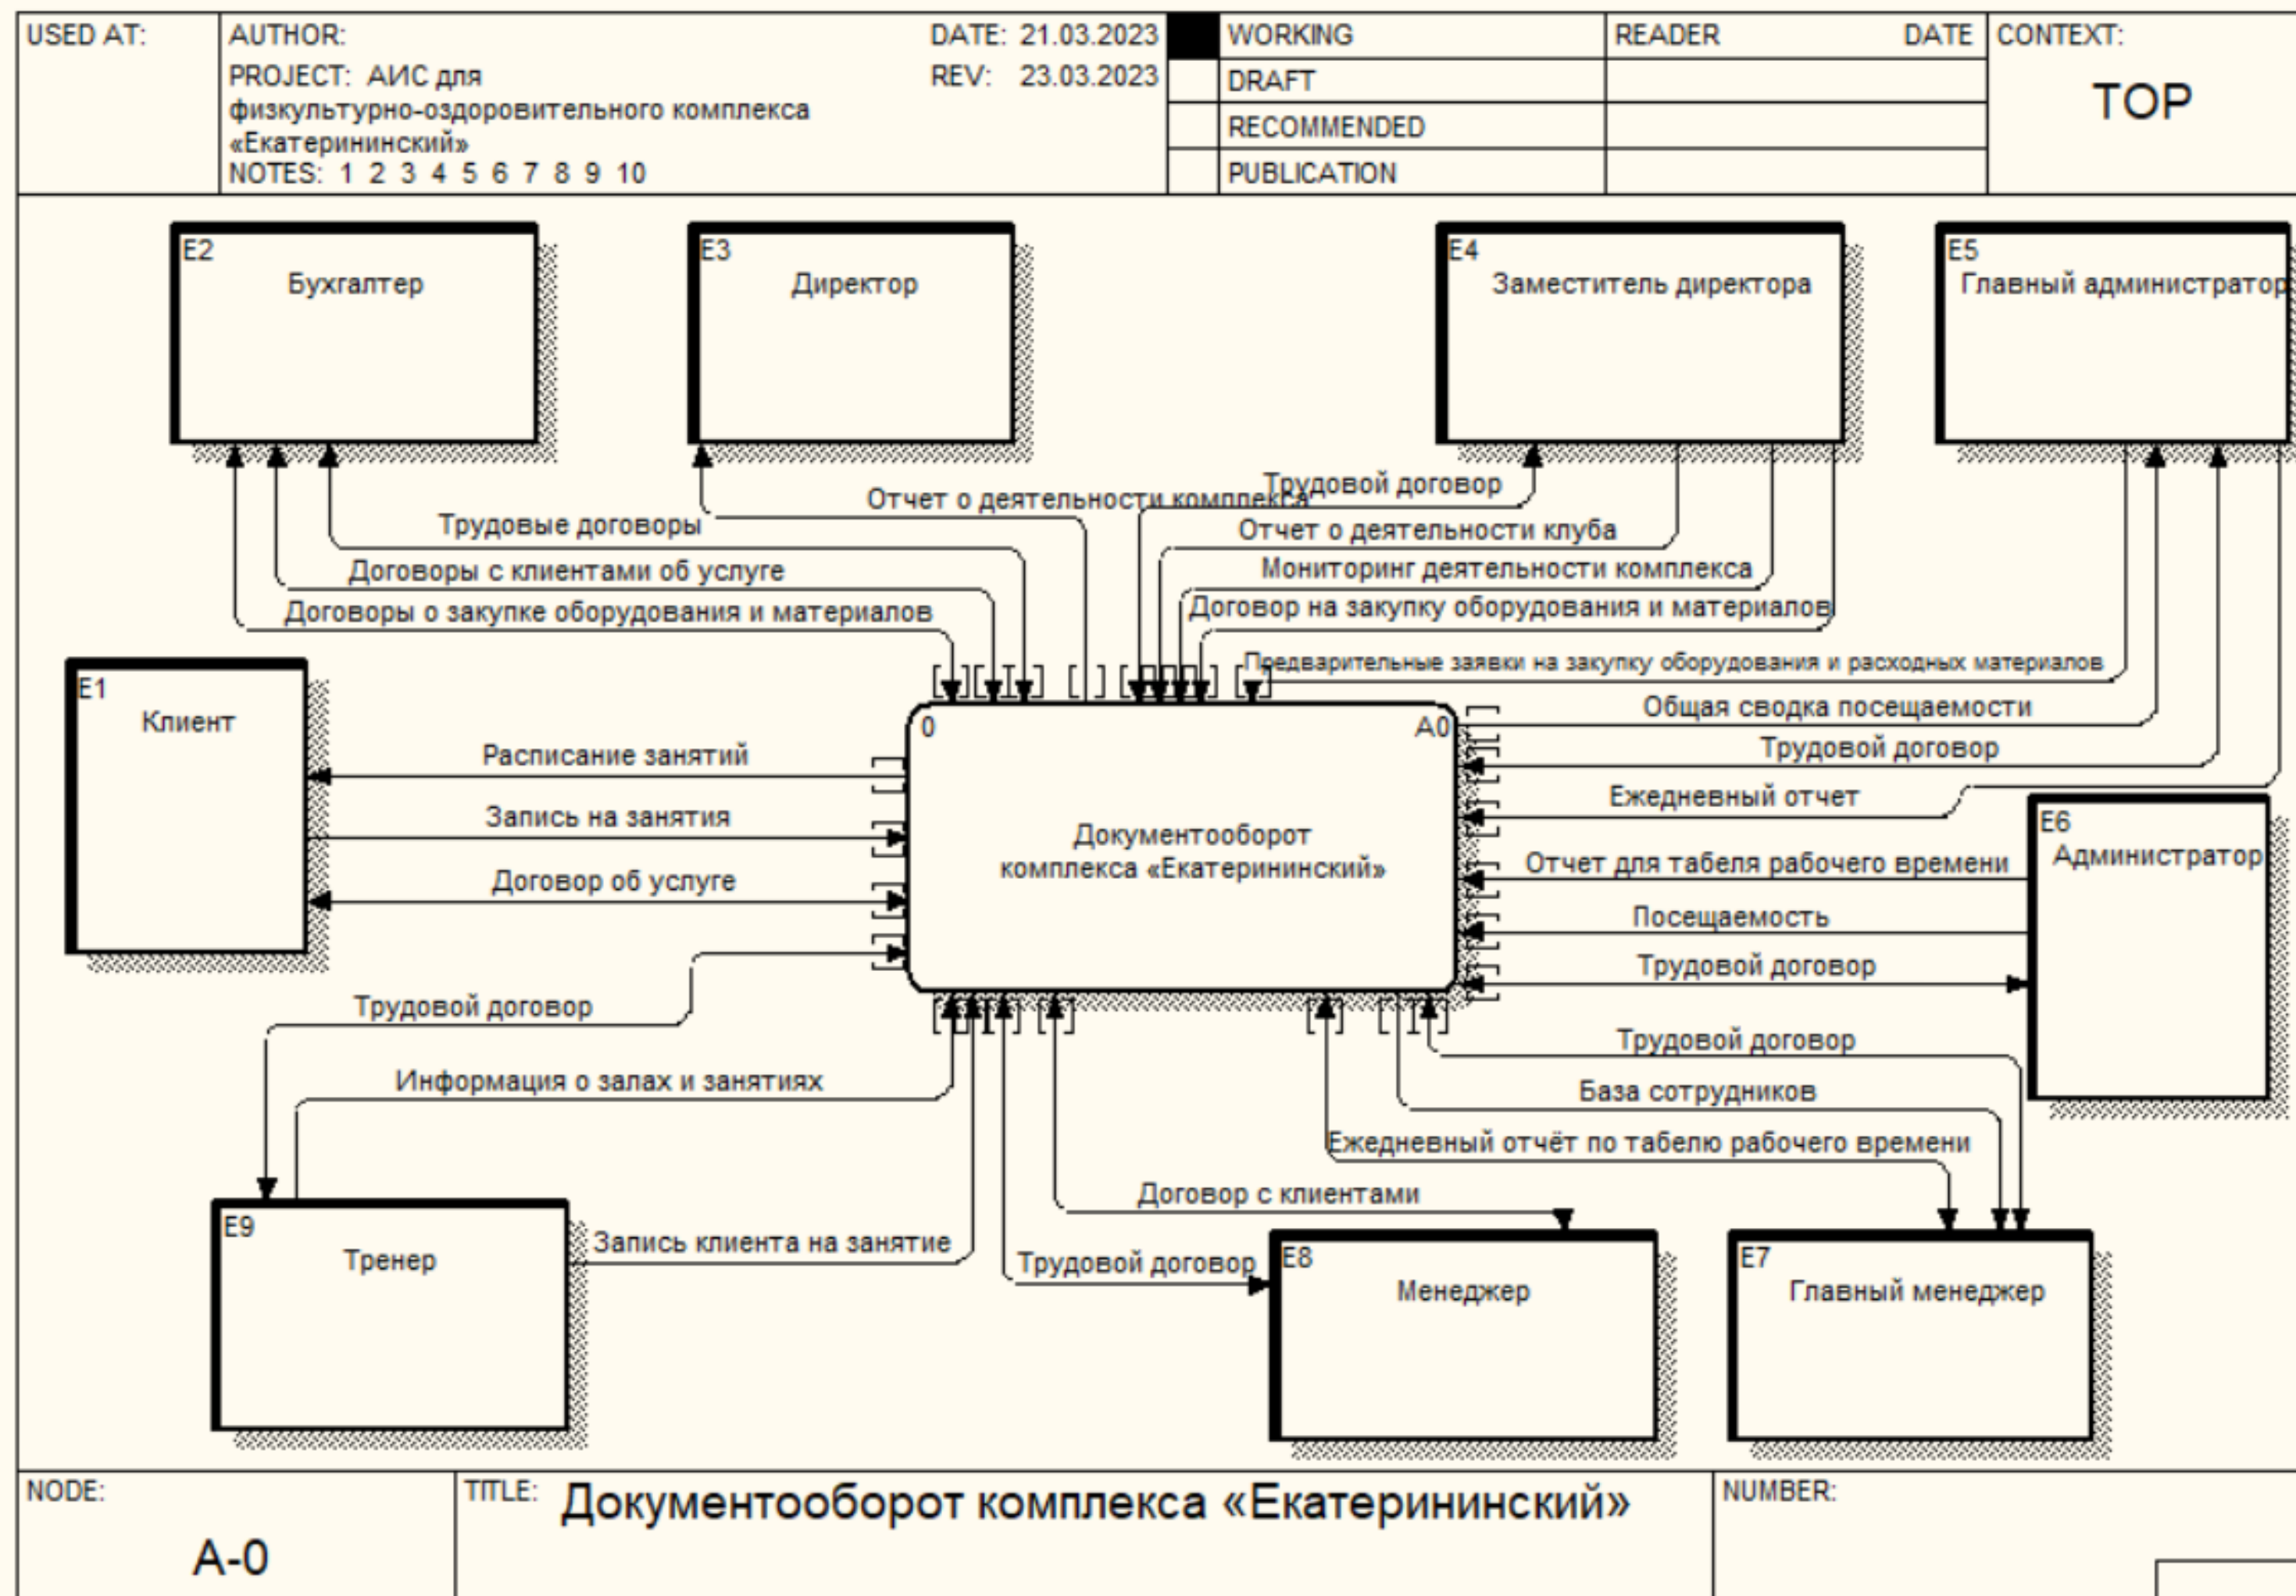 USED AT:
AUTHOR:
DATE: 21.03.2023
PROJECT: АИС для
физкультурно-оздоровительного комплекса
«Екатерининский»
REV: 23.03.2023
NOTES: 1 2 3 4 5 6 7 8 9 10
WORKING
DRAFT
RECOMMENDED
PUBLICATION
READER DATE
CONTEXT:
TOP
E2
Бухгалтер
E3
Директор
E4
Заместитель директора
E5
Главный администратор
Трудовой договор
Отчет о деятельности комплекса
Трудовые договоры
Отчет о деятельности клуба
Договоры с клиентами об услуге
Мониторинг деятельности комплекса
Договоры о закупке оборудования и материалов
Договор на закупку оборудования и материалов
Предварительные заявки на закупку оборудования и расходных материалов
E1
Клиент
Общая сводка посещаемости
0
A0
Расписание занятий
Трудовой договор
Ежедневный отчет
Запись на занятия
Документооборот
комплекса «Екатерининский»
E6
Администратор
Отчет для табеля рабочего времени
Договор об услуге
Посещаемость
Трудовой договор
Трудовой договор
Трудовой договор
Информация о залах и занятиях
База сотрудников
Ежедневный отчёт по табелю рабочего времени
Договор с клиентами
E9
Тренер
Запись клиента на занятие
Трудовой договор
E8
Менеджер
E7
Главный менеджер
NODE:
A-0
TITLE: Документооборот комплекса «Екатерининский»
NUMBER: